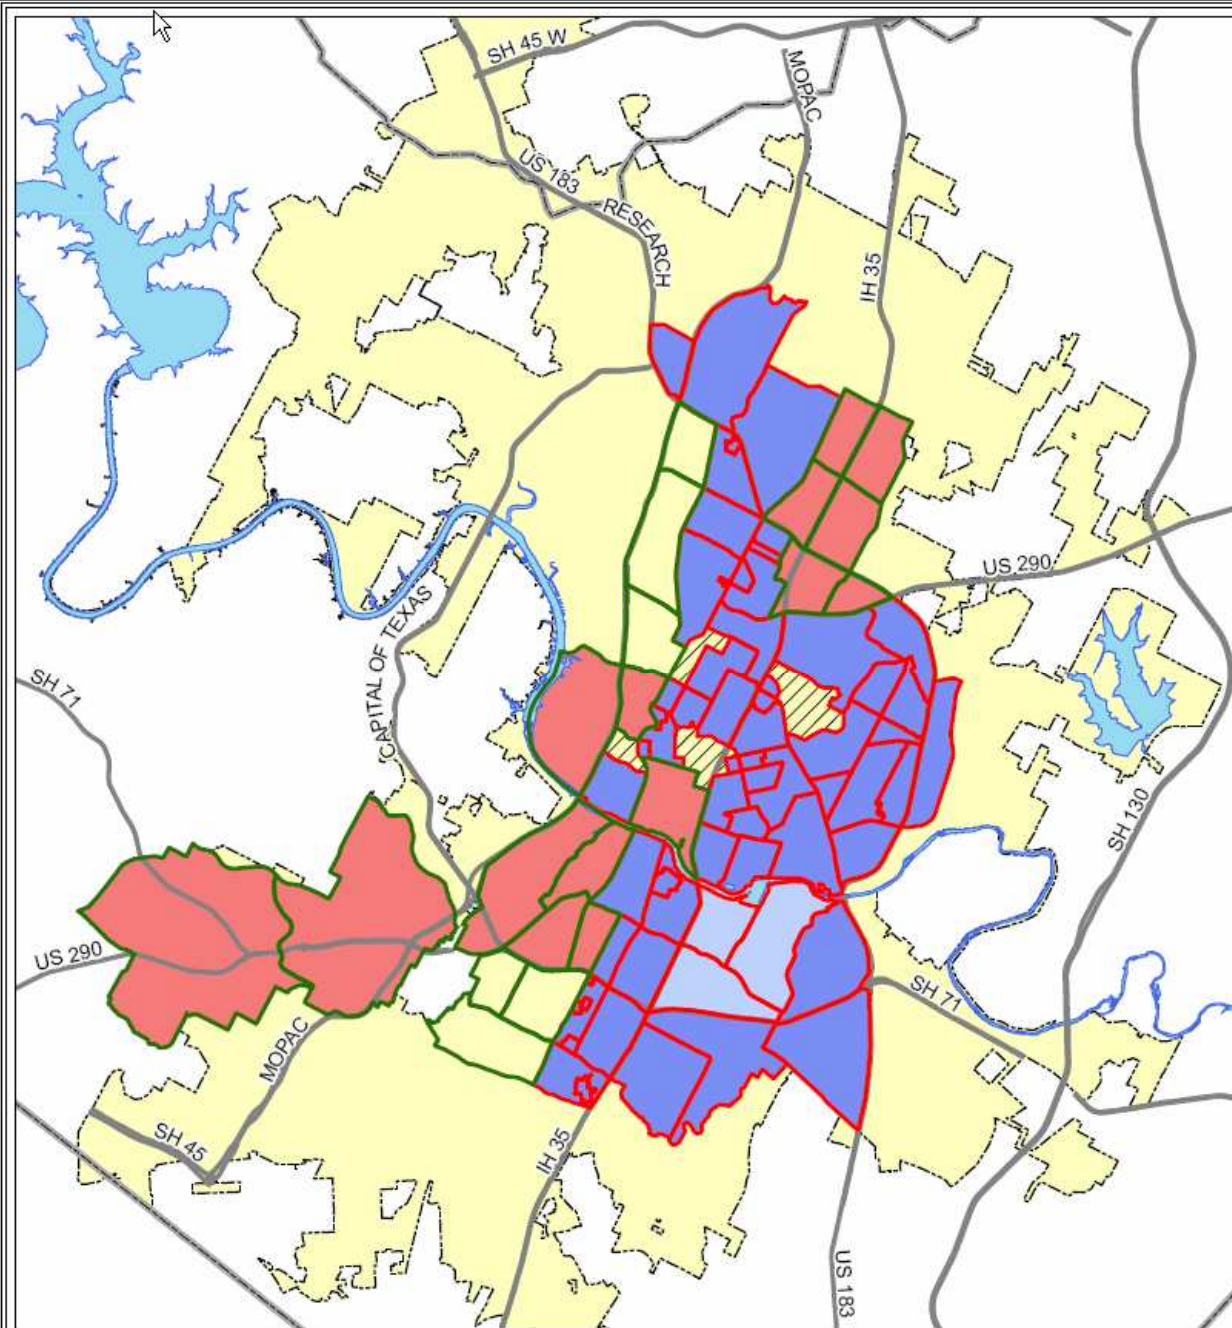 SH 45 W
MOPAC
US 183
RESEARCH
IH 35
US 290
CAPITAL OF TEXAS
SH 71
SH 130
US 290
SH 71
MOPAC
SH 45
IH 35
US 183